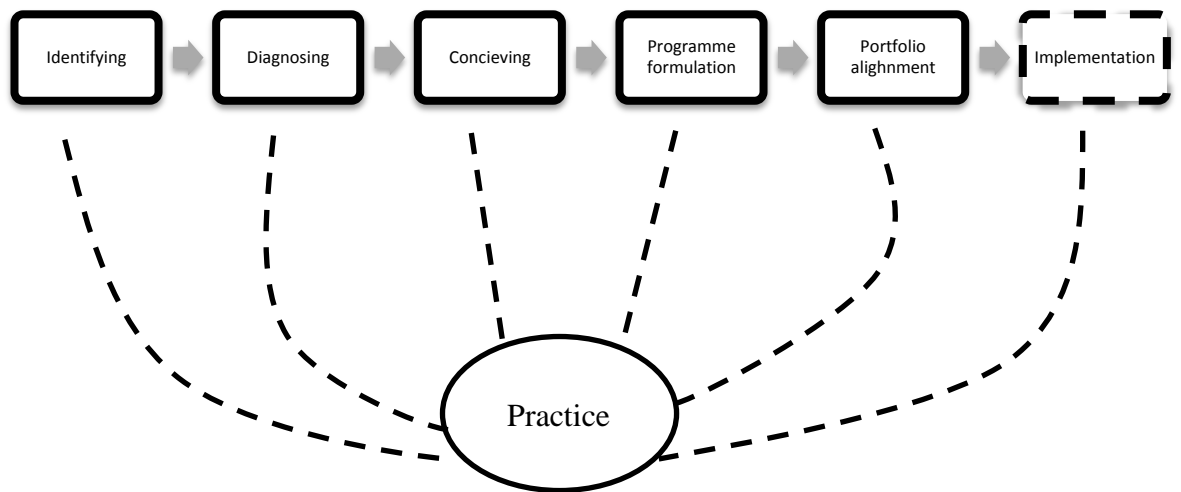 Identifying
Diagnosing
Concieving
Programme
formulation
Portfolio
alighnment
Implementation
Practice